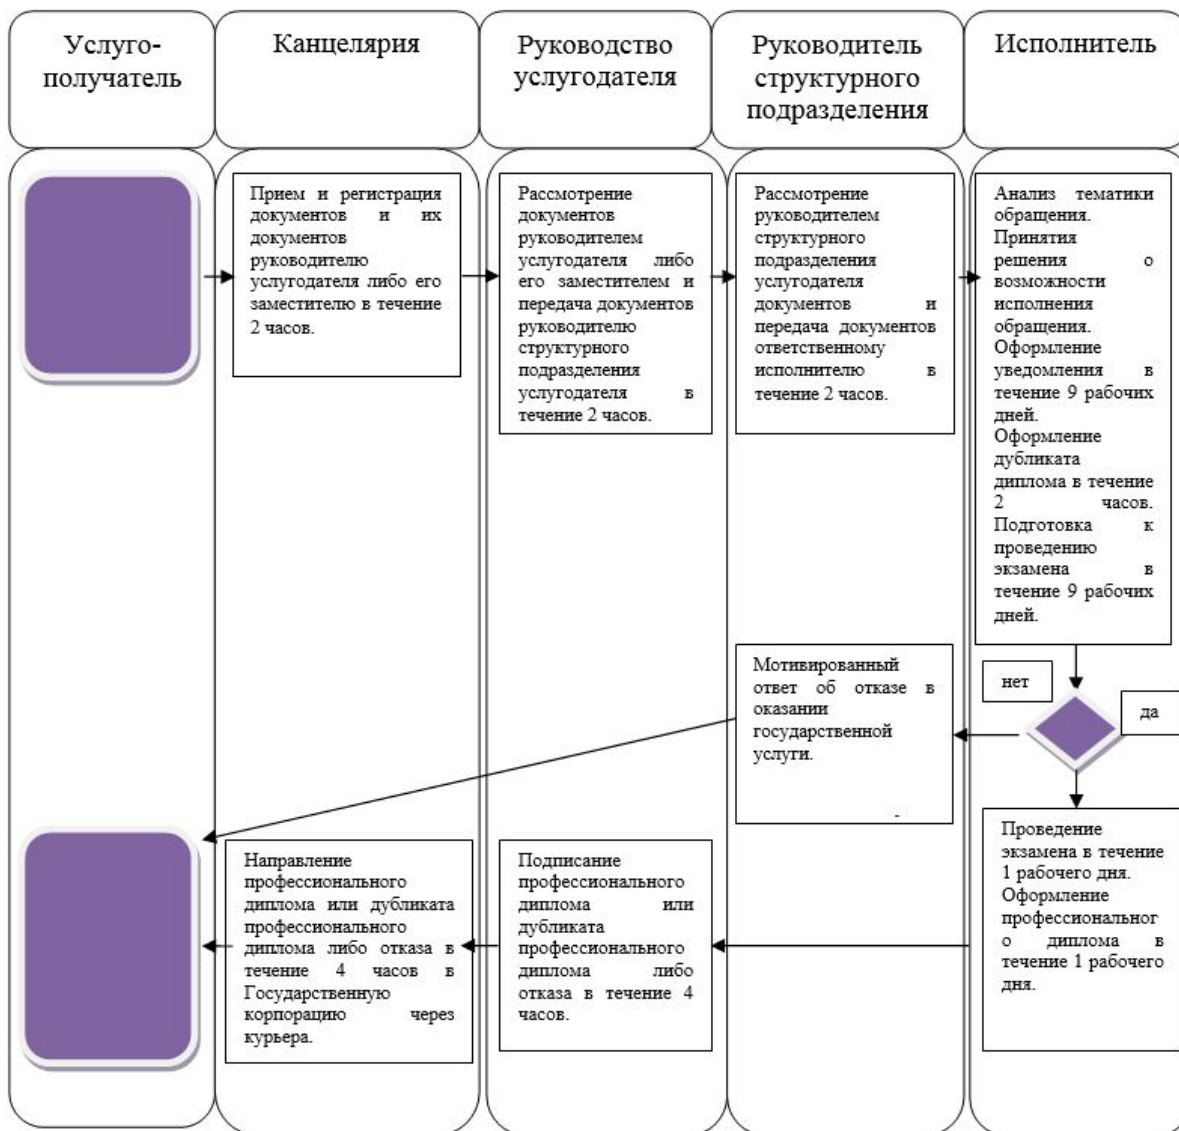 Услуго-
получатель
Канцелярия
Руководство
услугодателя
Руководитель
структурного
подразделения
Исполнитель
Прием и регистрация
документов и их
документов
руководителю
услугодателя либо его
заместителю в течение
2 часов.
Рассмотрение
документов
руководителем
услугодателя либо
его заместителем и
передача документов
руководителю
структурного
подразделения
услугодателя в
течение 2 часов.
Рассмотрение
руководителем
структурного
подразделения
услугодателя
документов и
передача документов
ответственному
исполнителю в
течение 2 часов.
Анализ тематики
обращения.
Принятия
решения о
возможности
исполнения
обращения.
Оформление
уведомления в
течение 9 рабочих
дней.
Оформление
дубликата
диплома в течение
2 часов.
Подготовка к
проведению
экзамена в
течение 9 рабочих
дней.
Мотивированный
ответ об отказе в
оказании
государственной
услуги.
-
нет
да
Направление
профессионального
диплома или дубликата
профессионального
диплома либо отказа в
течение 4 часов в
Государственную
корпорацию через
курьера.
Подписание
профессионального
диплома или
дубликата
профессионального
диплома либо
отказа в течение 4
часов.
Проведение
экзамена в течение
1 рабочего дня.
Оформление
профессиональног
о диплома в
течение 1 рабочего
дня.